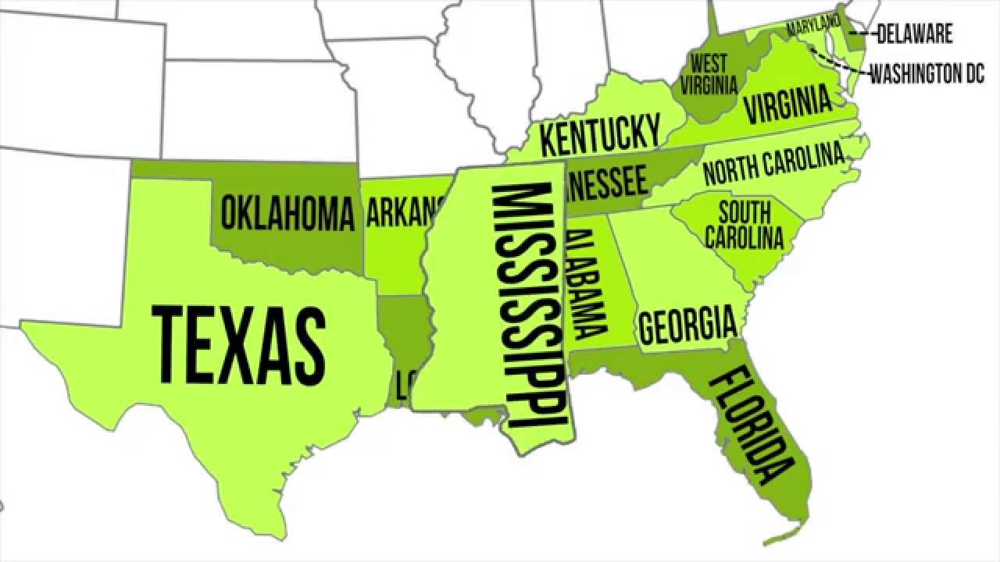 MARYLAND
DELAWARE
WEST
VIRGINIA
WASHINGTON DC
VIRGINIA
KENTUCKY
NORTH CAROLINA
NESSEE
OKLAHOMA
ARKAN
MISSISSIPPI
SOUTH
CAROLINA
ALABAMA
TEXAS
GEORGIA
LO
FLORIDA